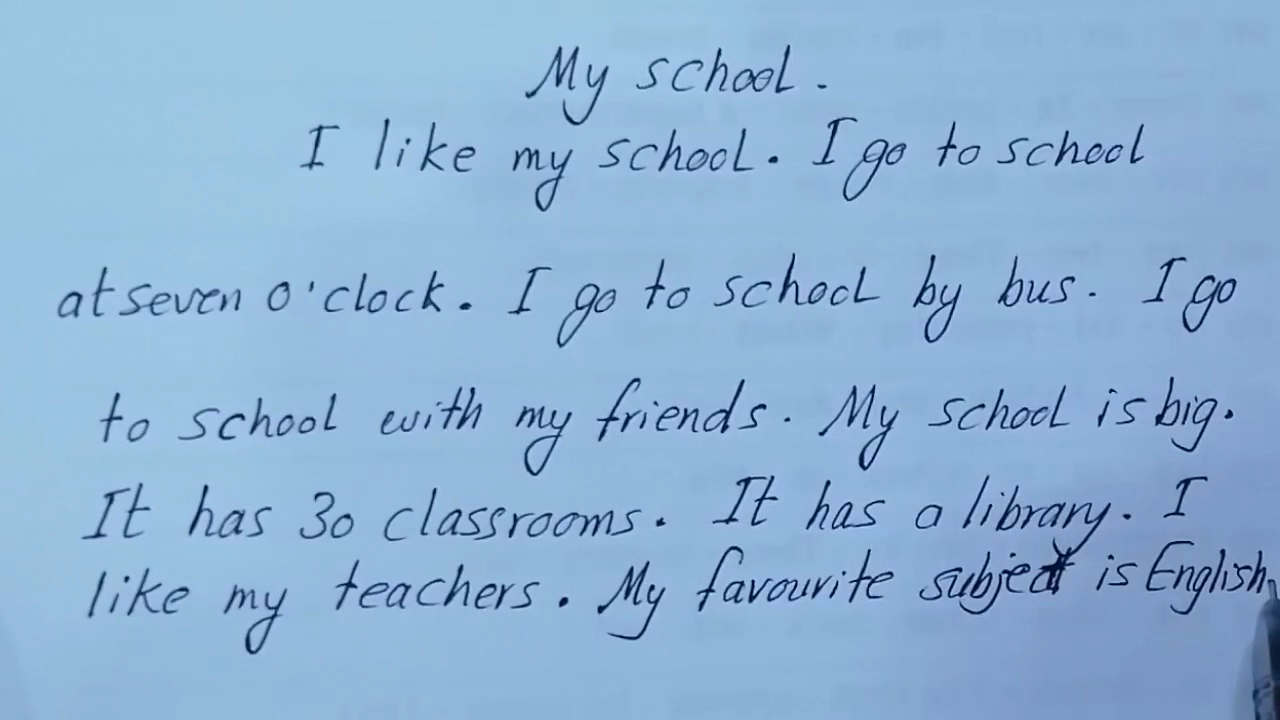 My school.
I like my school. I go to school
at seven o'clock. I go to school by bus. I go
to school with my friends. My school is big.
It has 30 classrooms. It has a library. I
like my teachers. My favourite subject is English